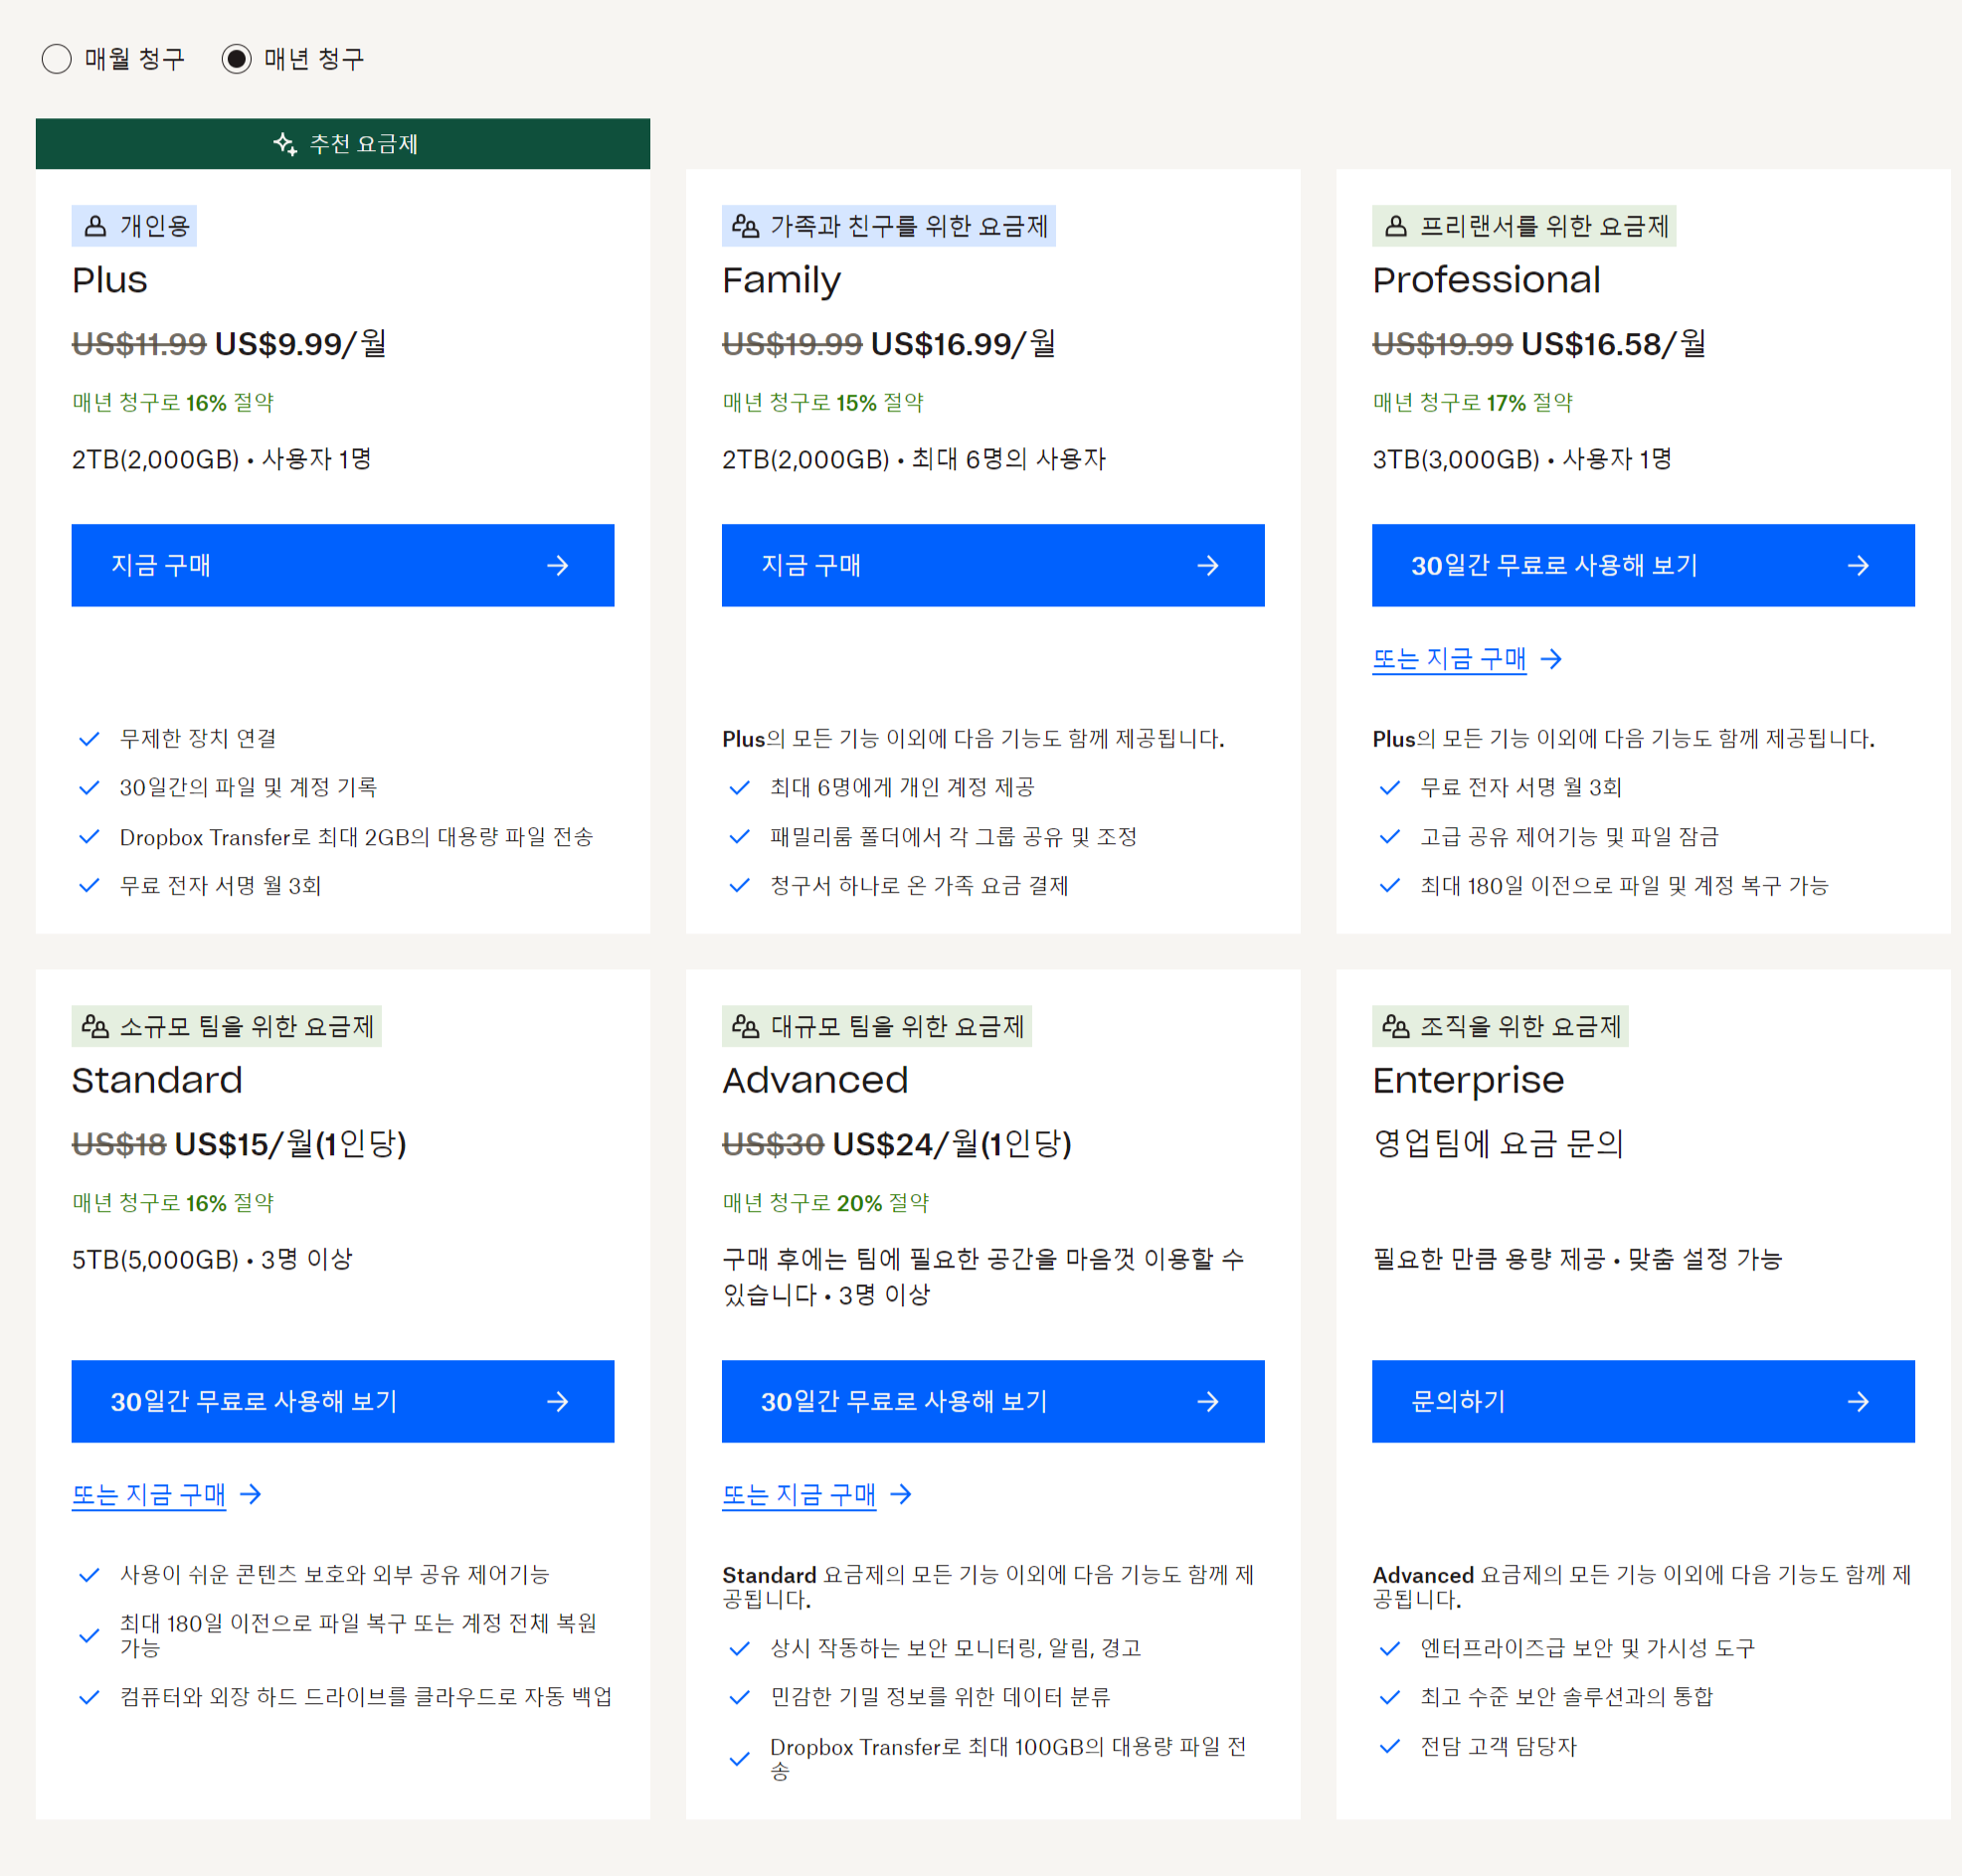 매월 청구
매년 청구
추천 요금제
개인용
Plus
US$11.99 US$9.99/월
매년 청구로 16% 절약
2TB(2,000GB) • 사용자 1명
지금 구매
무제한 장치 연결
30일간의 파일 및 계정 기록
Dropbox Transfer로 최대 2GB의 대용량 파일 전송
무료 전자 서명 월 3회
가족과 친구를 위한 요금제
Family
US$19.99 US$16.99/월
매년 청구로 15% 절약
2TB(2,000GB) • 최대 6명의 사용자
지금 구매
Plus의 모든 기능 이외에 다음 기능도 함께 제공됩니다.
최대 6명에게 개인 계정 제공
패밀리룸 폴더에서 각 그룹 공유 및 조정
청구서 하나로 온 가족 요금 결제
프리랜서를 위한 요금제
Professional
US$19.99 US$16.58/월
매년 청구로 17% 절약
3TB(3,000GB) • 사용자 1명
30일간 무료로 사용해 보기
또는 지금 구매
Plus의 모든 기능 이외에 다음 기능도 함께 제공됩니다.
무료 전자 서명 월 3회
고급 공유 제어기능 및 파일 잠금
최대 180일 이전으로 파일 및 계정 복구 가능
소규모 팀을 위한 요금제
Standard
US$18 US$15/월(1인당)
매년 청구로 16% 절약
5TB(5,000GB) • 3명 이상
30일간 무료로 사용해 보기
또는 지금 구매
사용이 쉬운 콘텐츠 보호와 외부 공유 제어기능
최대 180일 이전으로 파일 복구 또는 계정 전체 복원
가능
컴퓨터와 외장 하드 드라이브를 클라우드로 자동 백업
대규모 팀을 위한 요금제
Advanced
US$30 US$24/월(1인당)
매년 청구로 20% 절약
구매 후에는 팀에 필요한 공간을 마음껏 이용할 수
있습니다 • 3명 이상
30일간 무료로 사용해 보기
또는 지금 구매
Standard 요금제의 모든 기능 이외에 다음 기능도 함께 제
공됩니다.
상시 작동하는 보안 모니터링, 알림, 경고
민감한 기밀 정보를 위한 데이터 분류
Dropbox Transfer로 최대 100GB의 대용량 파일 전
송
조직을 위한 요금제
Enterprise
영업팀에 요금 문의
필요한 만큼 용량 제공 • 맞춤 설정 가능
문의하기
Advanced 요금제의 모든 기능 이외에 다음 기능도 함께 제
공됩니다.
엔터프라이즈급 보안 및 가시성 도구
최고 수준 보안 솔루션과의 통합
전담 고객 담당자